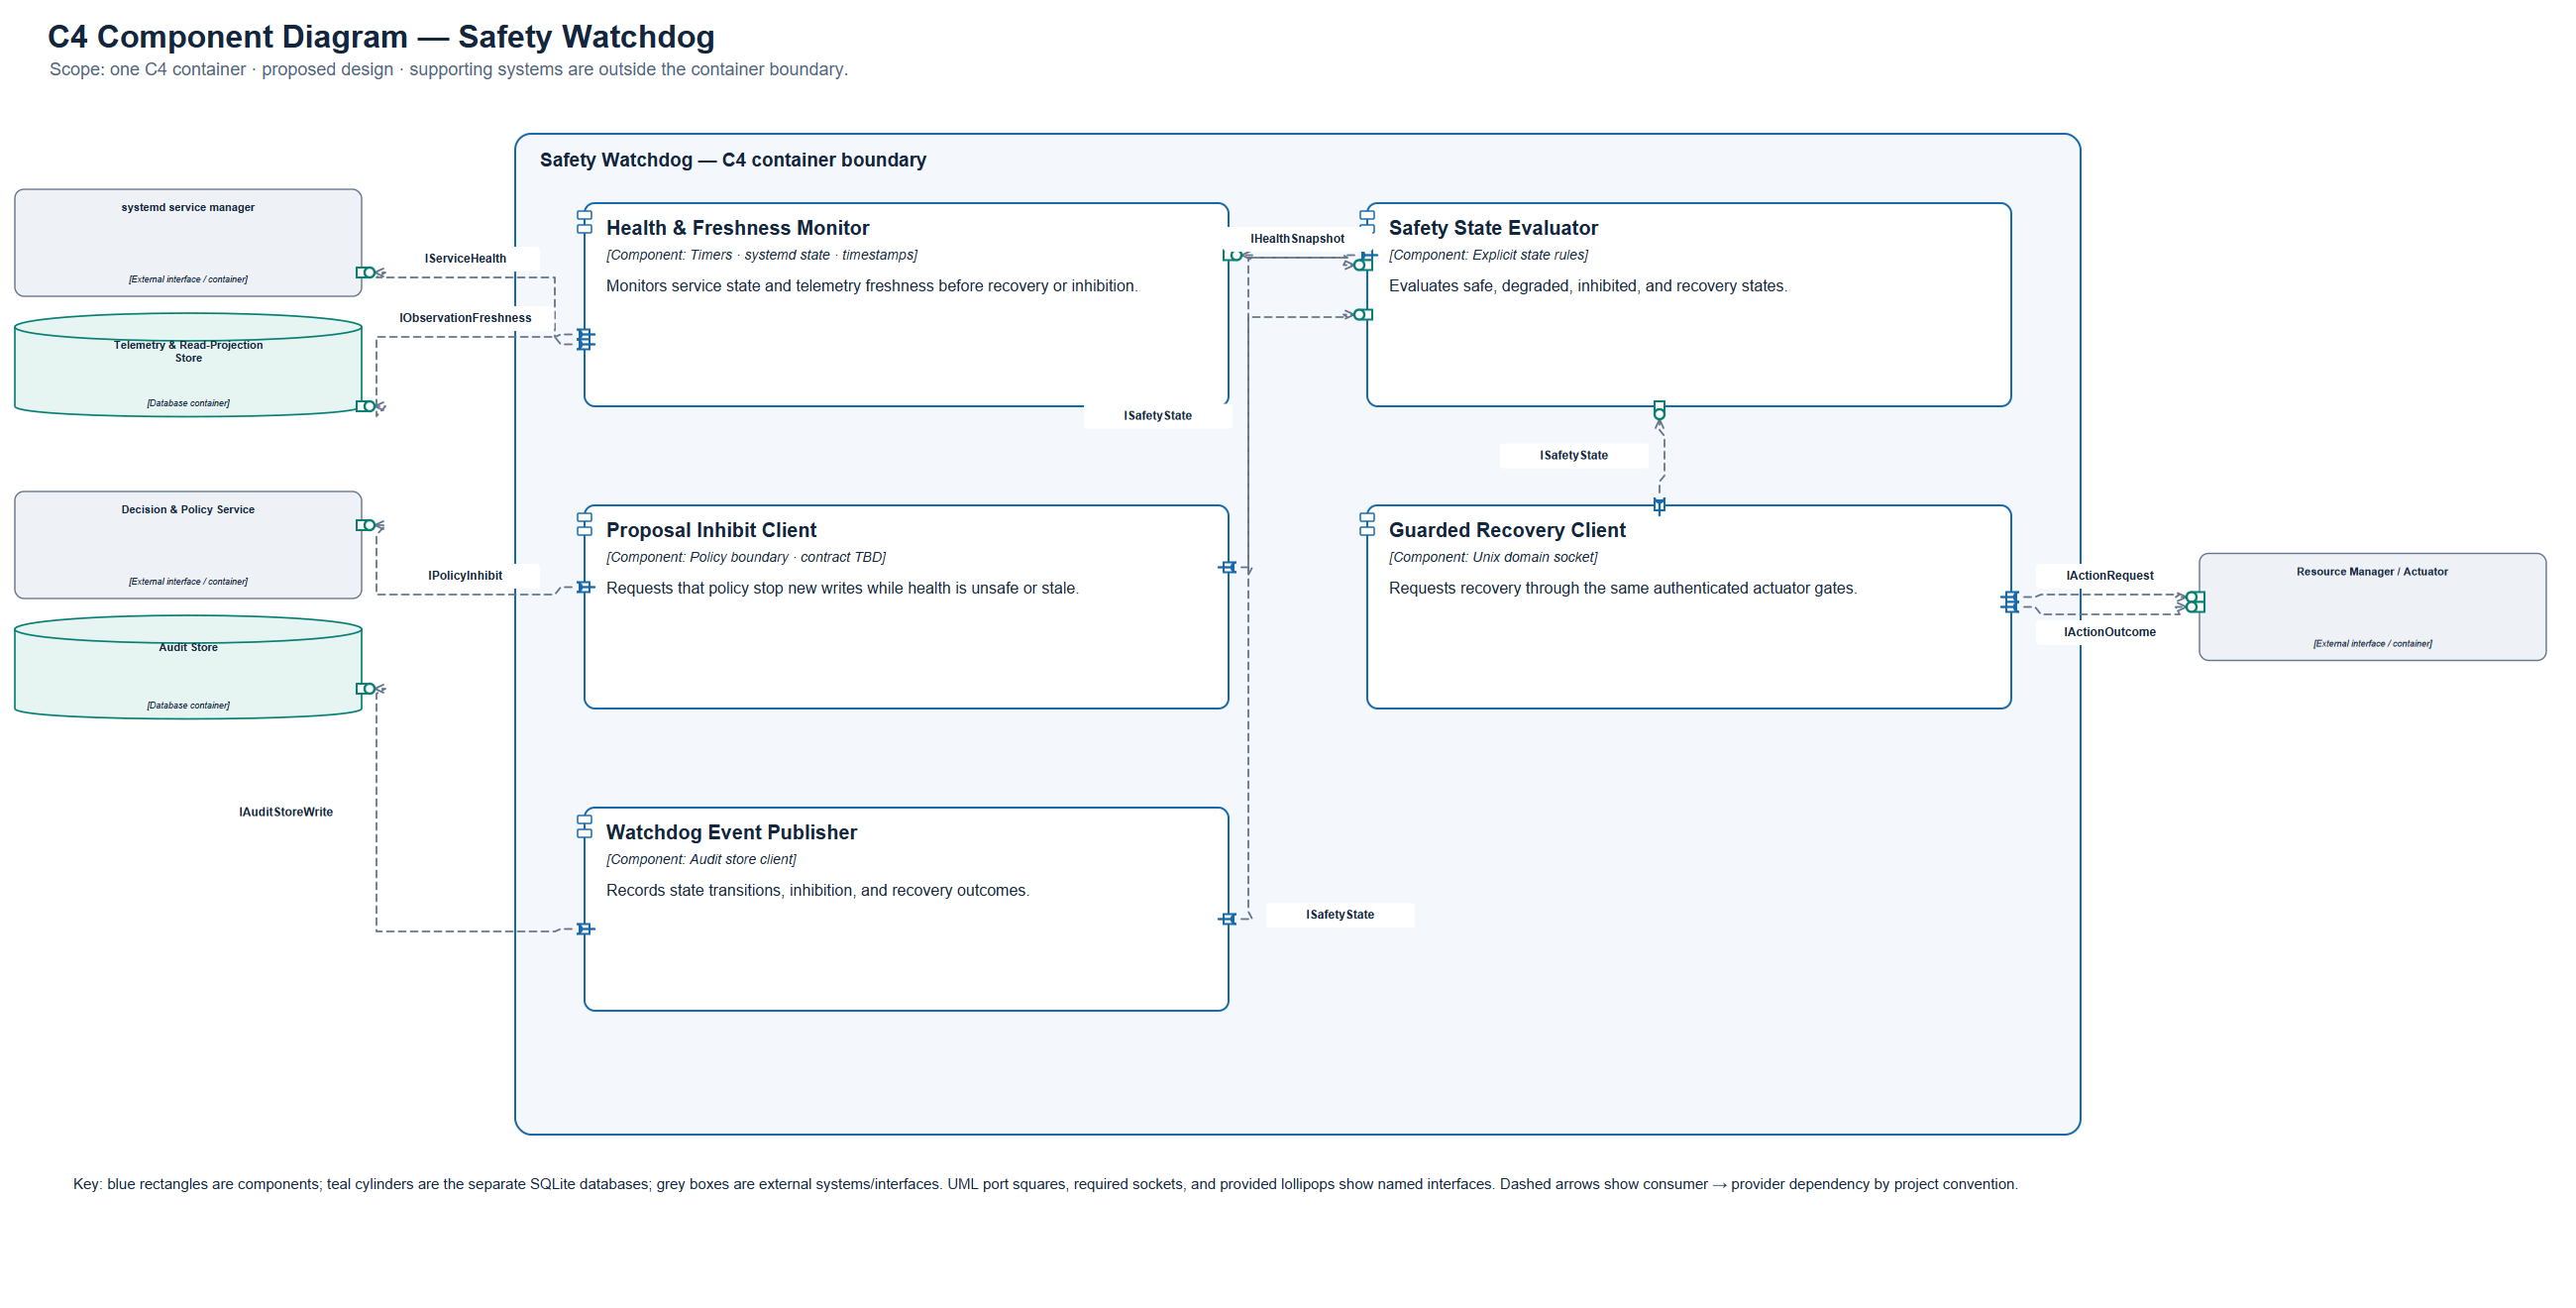 C4 Component Diagram — Safety Watchdog
Scope: one C4 container · proposed design · supporting systems are outside the container boundary.
Safety Watchdog — C4 container boundary
systemd service manager
[External interface / container]
IServiceHealth
Telemetry & Read-Projection
Store
[Database container]
IObservationFreshness
Health & Freshness Monitor
[Component: Timers · systemd state · timestamps]
Monitors service state and telemetry freshness before recovery or inhibition.
IHealthSnapshot
Safety State Evaluator
[Component: Explicit state rules]
Evaluates safe, degraded, inhibited, and recovery states.
ISafetyState
ISafetyState
Decision & Policy Service
[External interface / container]
IPolicyInhibit
Proposal Inhibit Client
[Component: Policy boundary · contract TBD]
Requests that policy stop new writes while health is unsafe or stale.
Guarded Recovery Client
[Component: Unix domain socket]
Requests recovery through the same authenticated actuator gates.
IActionRequest
IActionOutcome
Resource Manager / Actuator
[External interface / container]
Audit Store
[Database container]
IAuditStoreWrite
Watchdog Event Publisher
[Component: Audit store client]
Records state transitions, inhibition, and recovery outcomes.
ISafetyState
Key: blue rectangles are components; teal cylinders are the separate SQLite databases; grey boxes are external systems/interfaces. UML port squares, required sockets, and provided lollipops show named interfaces. Dashed arrows show consumer → provider dependency by project convention.